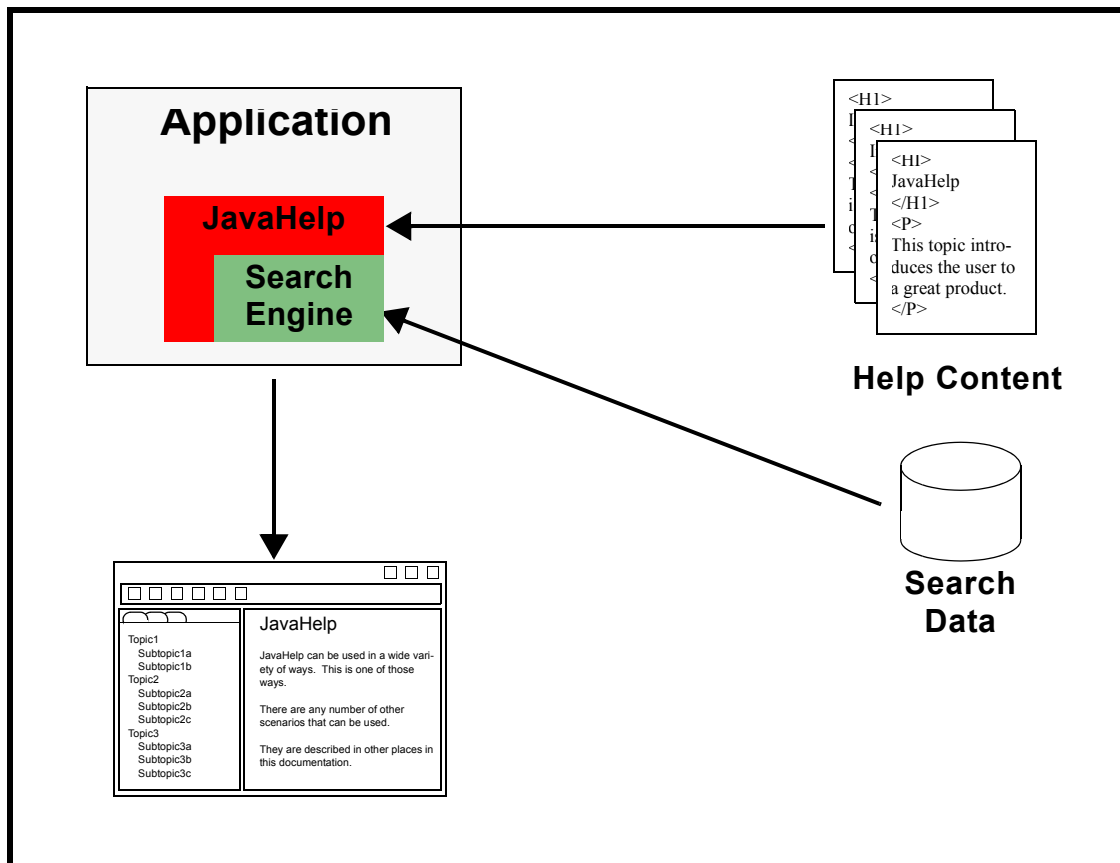 Application
JavaHelp
Search
Engine
<H1>
<
<
<H1>
<
<
is
<
<HI>
JavaHelp
</H1>
<P>
This topic intro-
duces the user to
a great product.
</P>
Help Content
Search
Data
Topic1
Subtopic1a
Subtopic1b
Topic2
Subtopic2a
Subtopic2b
Subtopic2c
Topic3
Subtopic3a
Subtopic3b
Subtopic3c
JavaHelp
JavaHelp can be used in a wide vari-
ety of ways. This is one of those
ways.
There are any number of other
scenarios that can be used.
They are described in other places in
this documentation.